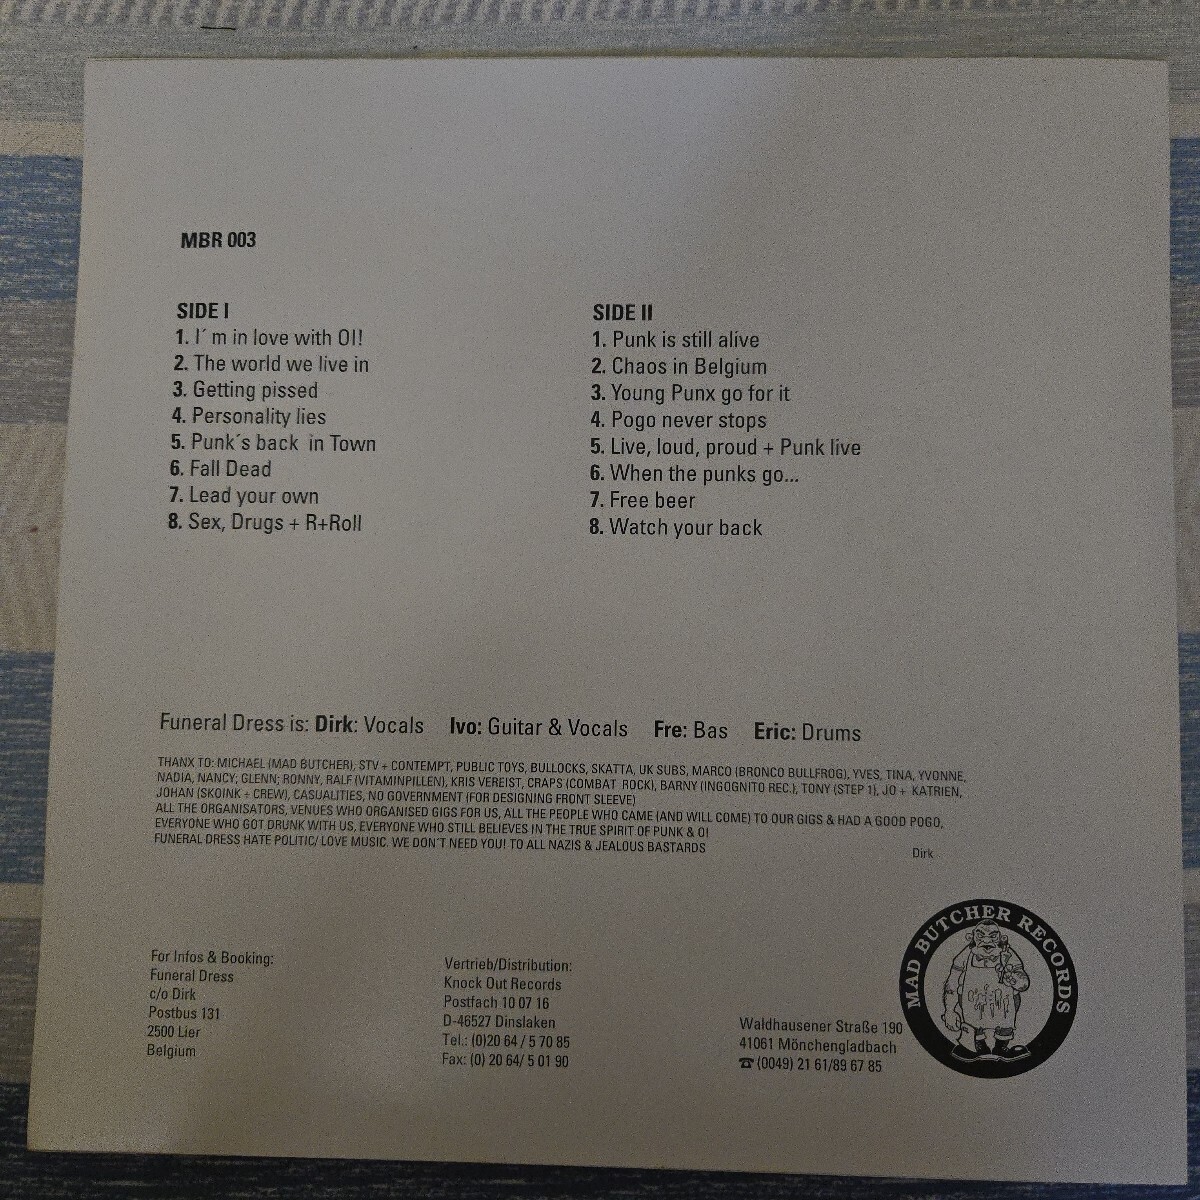 MBR 003
SIDE I
1. I´m in love with OI!
2. The world we live in
3. Getting pissed
4. Personality lies
5. Punk´s back in Town
6. Fall Dead
7. Lead your own
8. Sex, Drugs + R+Roll
SIDE II
1. Punk is still alive
2. Chaos in Belgium
3. Young Punx go for it
4. Pogo never stops
5. Live, loud, proud + Punk live
6. When the punks go...
7. Free beer
8. Watch your back
Funeral Dress is: Dirk: Vocals Ivo: Guitar & Vocals Fre: Bas Eric: Drums
THANX TO: MICHAEL (MAD BUTCHER), STV + CONTEMPT, PUBLIC TOYS, BULLOCKS, SKATTA, UK SUBS, MARCO (BRONCO BULLFROG), YVES, TINA, YVONNE,
NADIA, NANCY; GLENN; RONNY, RALF (VITAMINPILLEN), KRIS VEREIST, CRAPS (COMBAT ROCK), BARNY (INGOGNITO REC.), TONY (STEP 1), JO + KATRIEN,
JOHAN (SKOINK + CREW), CASUALITIES, NO GOVERNMENT (FOR DESIGNING FRONT SLEEVE)
ALL THE ORGANISATORS, VENUES WHO ORGANISED GIGS FOR US, ALL THE PEOPLE WHO CAME (AND WILL COME) TO OUR GIGS & HAD A GOOD POGO,
EVERYONE WHO GOT DRUNK WITH US, EVERYONE WHO STILL BELIEVES IN THE TRUE SPIRIT OF PUNK & OI
FUNERAL DRESS HATE POLITIC/ LOVE MUSIC. WE DON'T NEED YOU! TO ALL NAZIS & JEALOUS BASTARDS
Dirk
For Infos & Booking:
Funeral Dress
c/o Dirk
Postbus 131
2500 Lier
Belgium
Vertrieb/Distribution:
Knock Out Records
Postfach 10 07 16
D-46527 Dinslaken
Tel.: (0)20 64 / 5 70 85
Fax: (0) 20 64/ 5 01 90
Waldhausener Straße 190
41061 Mönchengladbach
☎ (0049) 21 61/89 67 85
MAD BUTCHER RECORDS